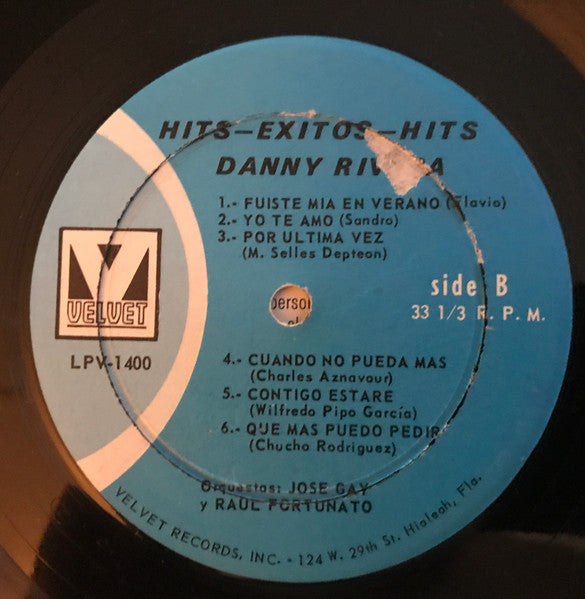 HITS—EXITOS—HITS
DANNY RIVERA
1.- FUISTE MIA EN VERANO (Flavio)
2.- YO TE AMO (Sandro)
3.- POR ULTIMA VEZ
(M. Selles Depteon)
VELVET
LPV-1400
side B
33 1/3 R. P. M.
4.- CUANDO NO PUEDA MAS
(Charles Aznavour)
5.- CONTIGO ESTARE
(Wilfredo Pipo García)
6.- QUE MAS PUEDO PEDIR
(Chucho Rodriguez)
Orquestas: JOSE GAY
y RAUL FORTUNATO
VELVET RECORDS, INC. - 124 W. 29th St. Hialeah, Fla.